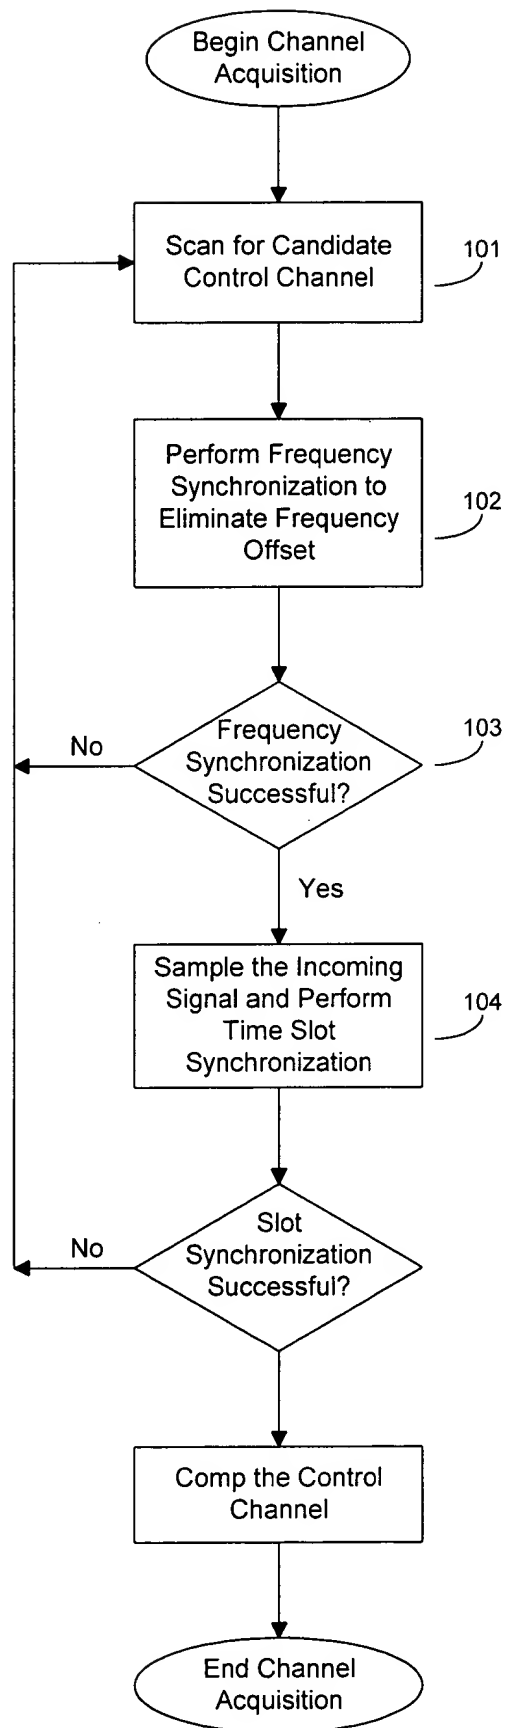 Begin Channel
Acquisition
Scan for Candidate
Control Channel
101
Perform Frequency
Synchronization to
Eliminate Frequency
Offset
102
Frequency
Synchronization
Successful?
103
No
Yes
Sample the Incoming
Signal and Perform
Time Slot
Synchronization
104
Slot
Synchronization
Successful?
No
Comp the Control
Channel
End Channel
Acquisition